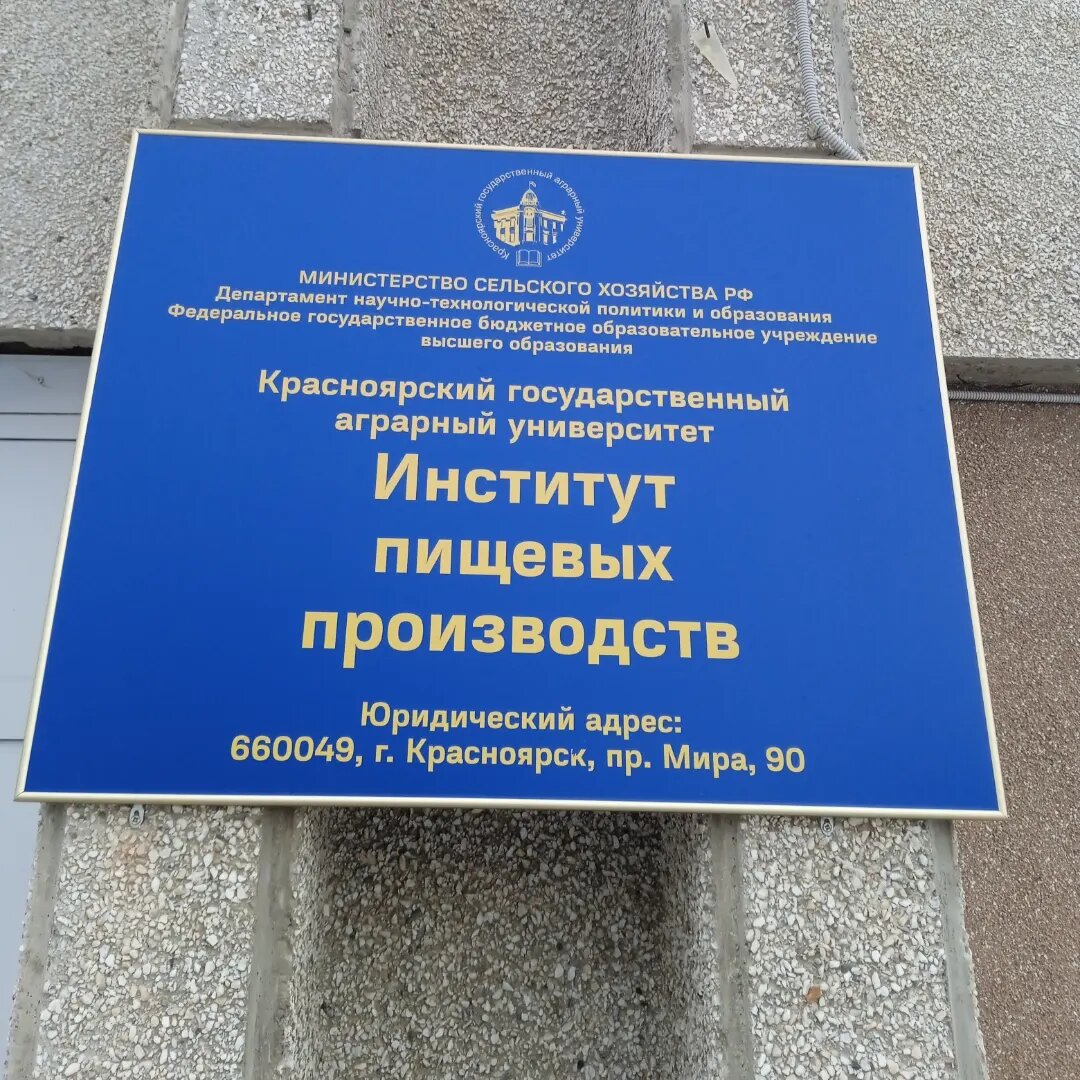 Красноярский государственный аграрный университет
МИНИСТЕРСТВО СЕЛЬСКОГО ХОЗЯЙСТВА РФ
Департамент научно-технологической политики и образования
Федеральное государственное бюджетное образовательное учреждение
высшего образования
Красноярский государственный
аграрный университет
Институт
пищевых
производств
Юридический адрес:
660049, г. Красноярск, пр. Мира, 90